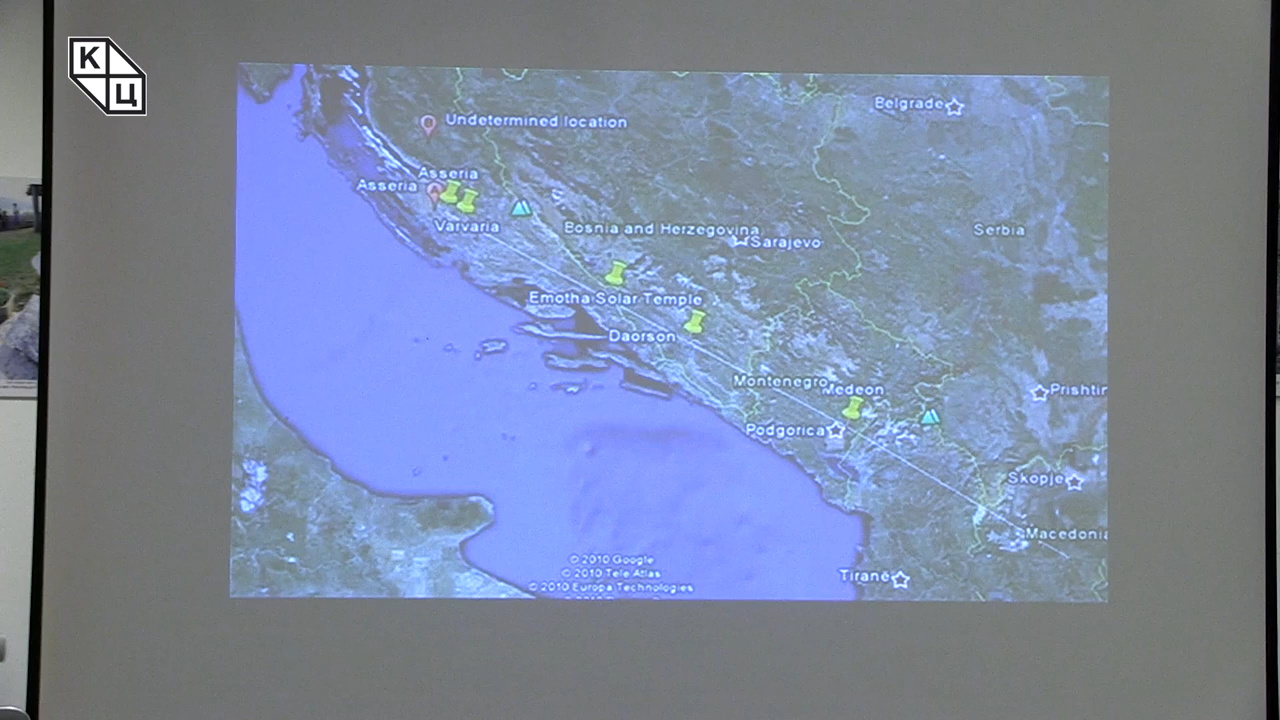 К
Ц
Belgrade
Undetermined location
Asseria
Asseria
Varvaria
Bosnia and Herzegovina
Sarajevo
Serbia
Emotha Solar Temple
Daorson
Montenegro
Medeon
Prishtin
Podgorica
Skopje
Macedonia
Tiranë
© 2010 Google
© 2010 Tele Atlas
© 2010 Europa Technologies